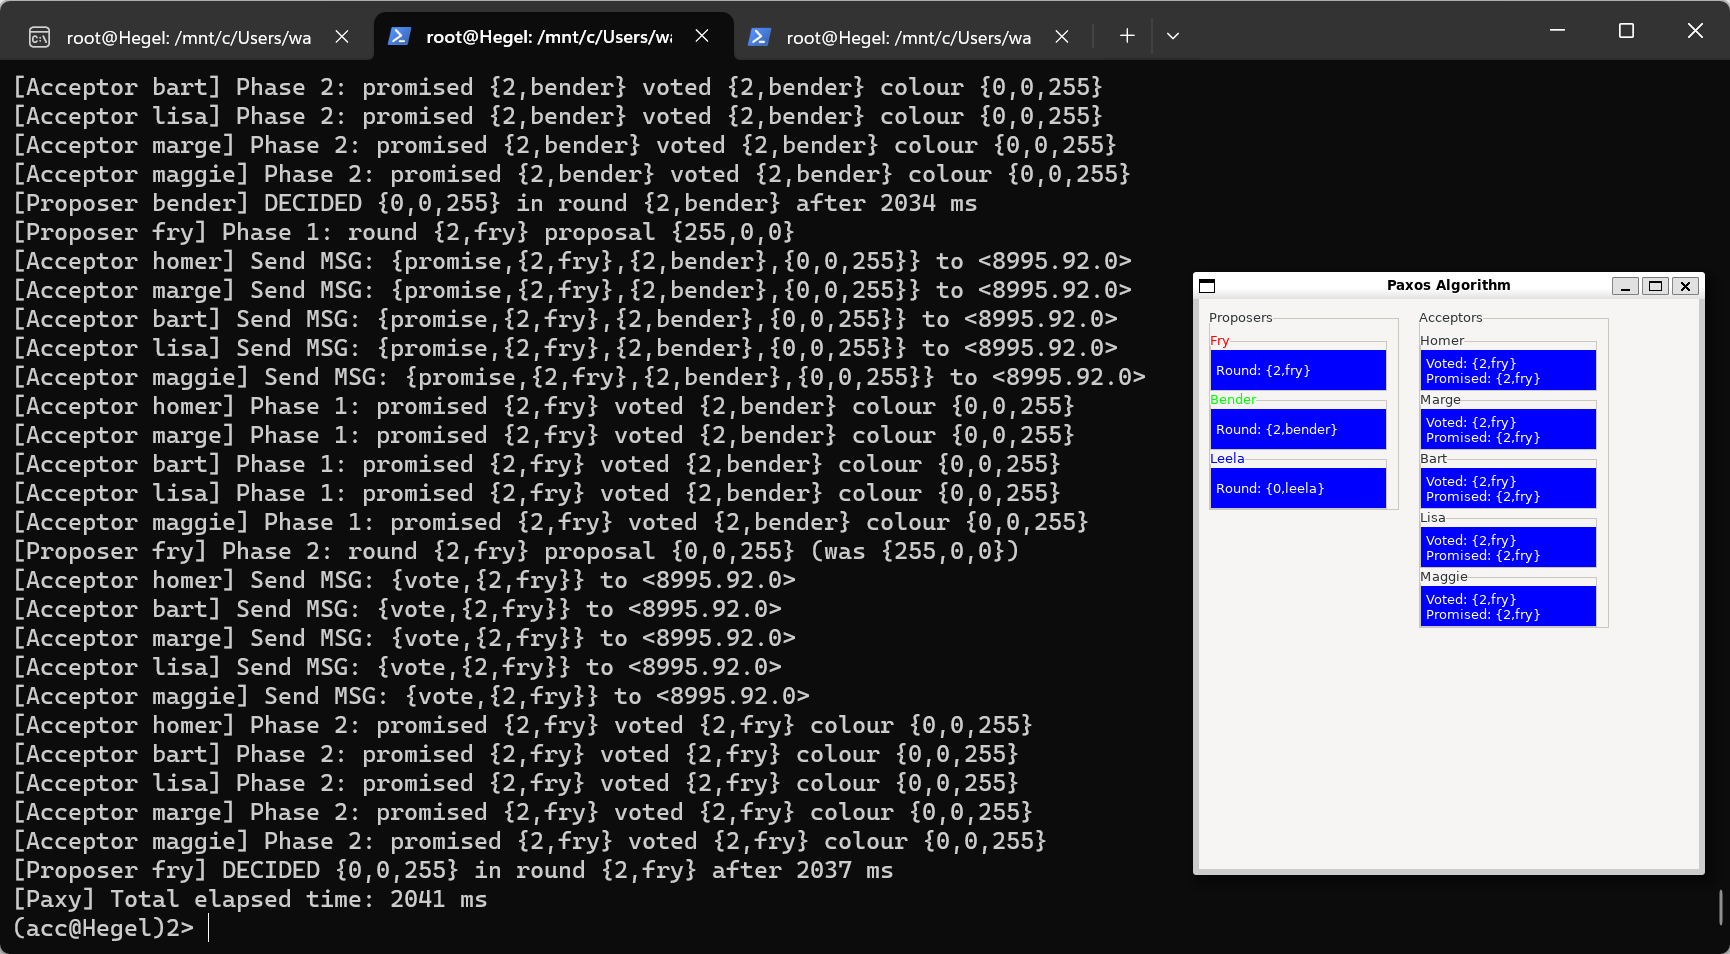 root@Hegel: /mnt/c/Users/wa
root@Hegel: /mnt/c/Users/wa
root@Hegel: /mnt/c/Users/wa
[Acceptor bart] Phase 2: promised {2,bender} voted {2,bender} colour {0,0,255}
[Acceptor lisa] Phase 2: promised {2,bender} voted {2,bender} colour {0,0,255}
[Acceptor marge] Phase 2: promised {2,bender} voted {2,bender} colour {0,0,255}
[Acceptor maggie] Phase 2: promised {2,bender} voted {2,bender} colour {0,0,255}
[Proposer bender] DECIDED {0,0,255} in round {2,bender} after 2034 ms
[Proposer fry] Phase 1: round {2,fry} proposal {255,0,0}
[Acceptor homer] Send MSG: {promise,{2,fry},{2,bender},{0,0,255}} to <8995.92.0>
[Acceptor marge] Send MSG: {promise,{2,fry},{2,bender},{0,0,255}} to <8995.92.0>
[Acceptor bart] Send MSG: {promise,{2,fry},{2,bender},{0,0,255}} to <8995.92.0>
[Acceptor lisa] Send MSG: {promise,{2,fry},{2,bender},{0,0,255}} to <8995.92.0>
[Acceptor maggie] Send MSG: {promise,{2,fry},{2,bender},{0,0,255}} to <8995.92.0>
[Acceptor homer] Phase 1: promised {2,fry} voted {2,bender} colour {0,0,255}
[Acceptor marge] Phase 1: promised {2,fry} voted {2,bender} colour {0,0,255}
[Acceptor bart] Phase 1: promised {2,fry} voted {2,bender} colour {0,0,255}
[Acceptor lisa] Phase 1: promised {2,fry} voted {2,bender} colour {0,0,255}
[Acceptor maggie] Phase 1: promised {2,fry} voted {2,bender} colour {0,0,255}
[Proposer fry] Phase 2: round {2,fry} proposal {0,0,255} (was {255,0,0})
[Acceptor homer] Send MSG: {vote,{2,fry}} to <8995.92.0>
[Acceptor bart] Send MSG: {vote,{2,fry}} to <8995.92.0>
[Acceptor marge] Send MSG: {vote,{2,fry}} to <8995.92.0>
[Acceptor lisa] Send MSG: {vote,{2,fry}} to <8995.92.0>
[Acceptor maggie] Send MSG: {vote,{2,fry}} to <8995.92.0>
[Acceptor homer] Phase 2: promised {2,fry} voted {2,fry} colour {0,0,255}
[Acceptor bart] Phase 2: promised {2,fry} voted {2,fry} colour {0,0,255}
[Acceptor lisa] Phase 2: promised {2,fry} voted {2,fry} colour {0,0,255}
[Acceptor marge] Phase 2: promised {2,fry} voted {2,fry} colour {0,0,255}
[Acceptor maggie] Phase 2: promised {2,fry} voted {2,fry} colour {0,0,255}
[Proposer fry] DECIDED {0,0,255} in round {2,fry} after 2037 ms
[Paxy] Total elapsed time: 2041 ms
(acc@Hegel)2>
Paxos Algorithm
Proposers
Fry
Round: {2,fry}
Bender
Round: {2,bender}
Leela
Round: {0,leela}
Acceptors
Homer
Voted: {2,fry}
Promised: {2,fry}
Marge
Voted: {2,fry}
Promised: {2,fry}
Bart
Voted: {2,fry}
Promised: {2,fry}
Lisa
Voted: {2,fry}
Promised: {2,fry}
Maggie
Voted: {2,fry}
Promised: {2,fry}